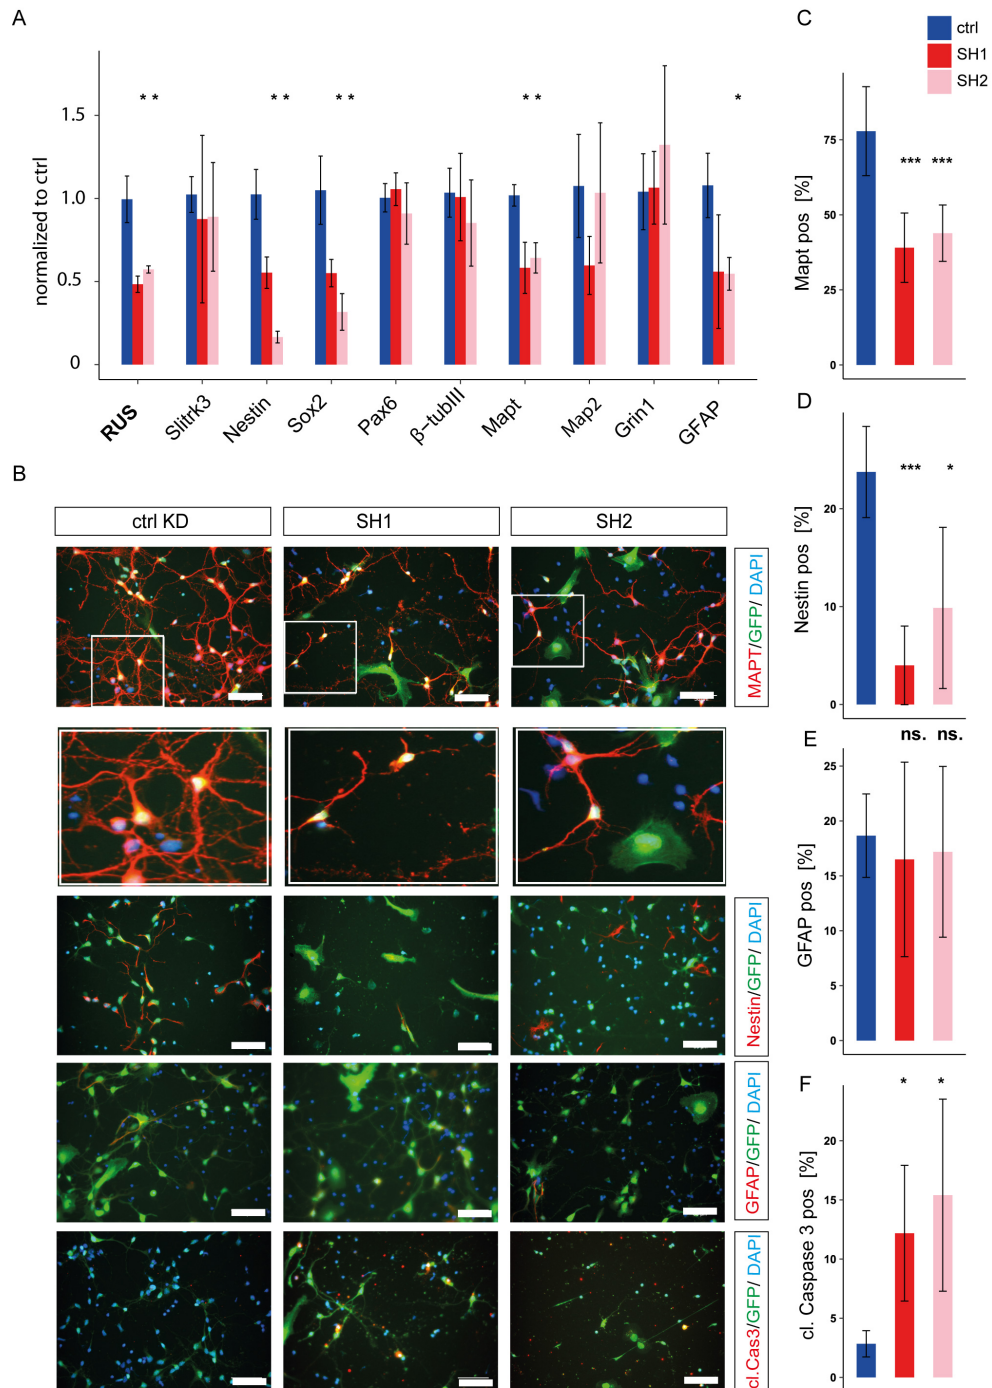 A
normalized to ctrl
1.5
1.0
0.5
0
* *
* *
* *
* *
*
RUS
Slitrk3
Nestin
Sox2
Pax6
β-tubIII
Mapt
Map2
Grin1
GFAP
B
ctrl KD
SH1
SH2
MAPT/GFP/ DAPI
Nestin/GFP/ DAPI
GFAP/GFP/ DAPI
cl.Cas3/GFP/ DAPI
C
ctrl
SH1
SH2
Mapt pos [%]
75
50
25
0
*** ***
D
Nestin pos [%]
20
10
0
*** *
E
ns. ns.
GFAP pos [%]
25
20
15
10
5
0
F
* *
cl. Caspase 3 pos [%]
20
15
10
5
0